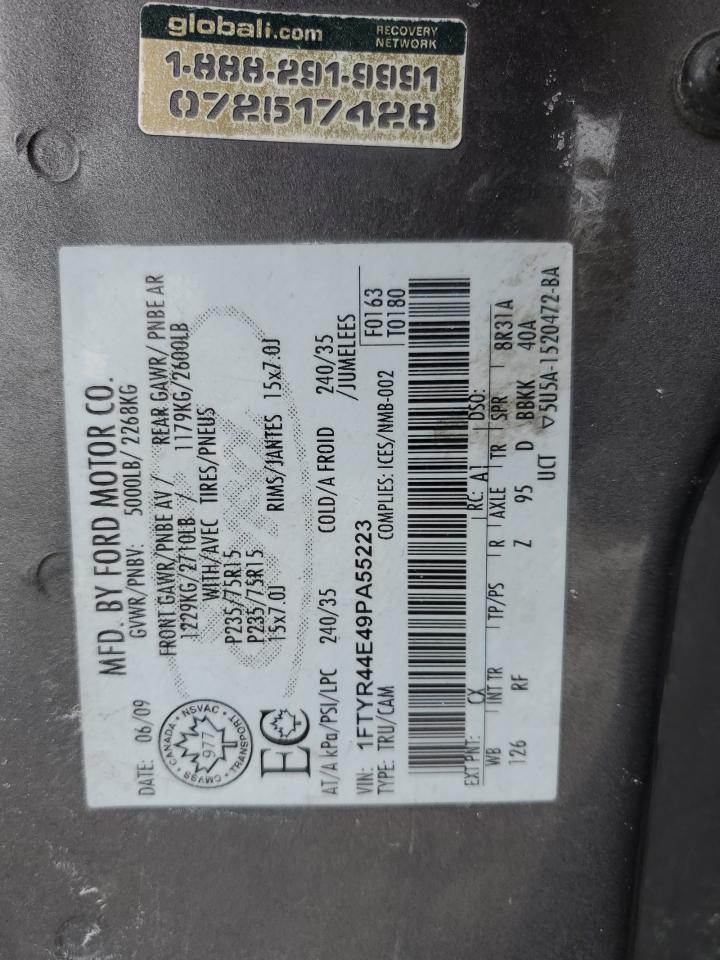 globali.com
RECOVERY
NETWORK
1-888-291-9991
072517428
MFD. BY FORD MOTOR CO.
DATE: 06/09 GVWR/PNBV: 5000LB/ 2268KG
FRONT GAWR/PNBE AV / REAR GAWR/ PNBE AR
1229KG/2710LB / 1179KG/2600LB
WITH/AVEC TIRES/PNEUS
P235/75R15
P235/75R15
15x7.0J RIMS/JANTES 15x7.0J
CANADA · NSVAC · TRANSPORT · CMVSS
977
EC
AT/A kPa/PSI/LPC 240/35 COLD/A FROID 240/35
/JUMELEES
VIN: 1FTYR44E49PA55223 F0163
TYPE: TRU/CAM COMPLIES: ICES/NMB-002 T0180
EXT PNT: CX RC: A1 DSO:
WB INT TR TP/PS R AXLE TR SPR 8R31A
126 RF Z 95 D BBKK 40A
UCT ▽5U5A-1520472-BA